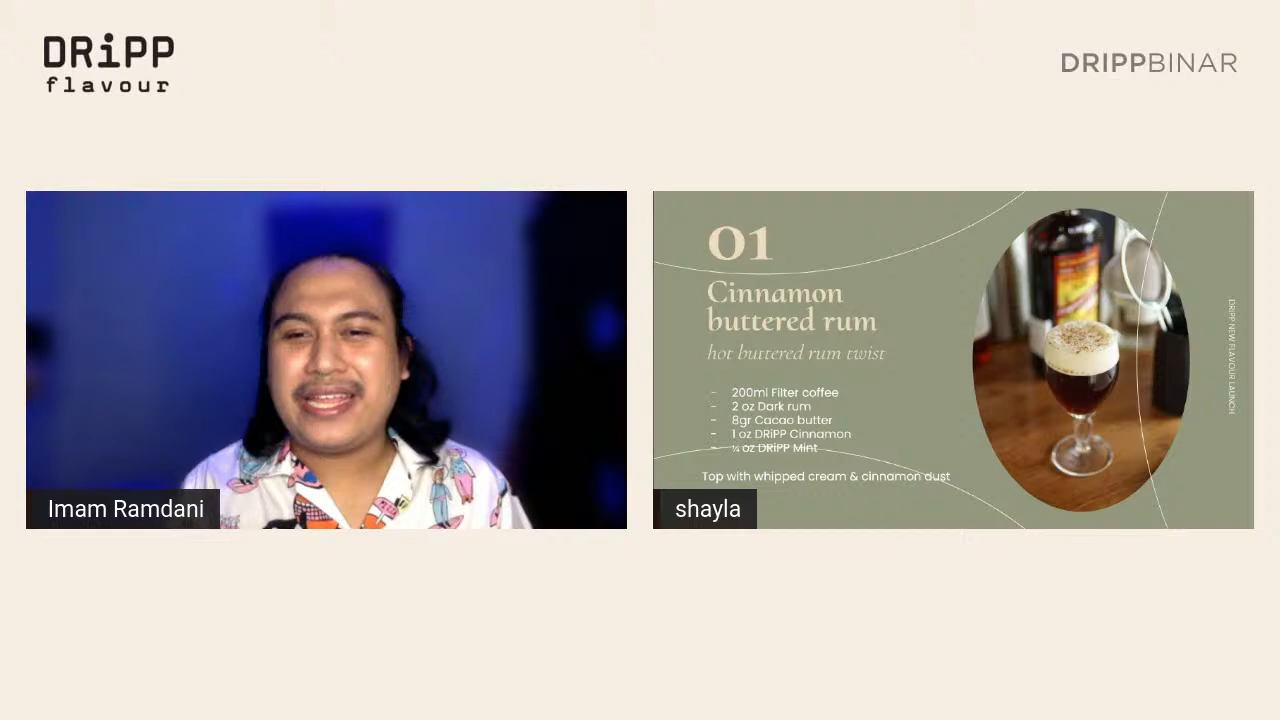 DRiPP
flavour
DRIPPBINAR
01
Cinnamon
buttered rum
hot buttered rum twist
- 200ml Filter coffee
- 2 oz Dark rum
- 8gr Cacao butter
- 1 oz DRiPP Cinnamon
- ¼ oz DRiPP Mint
Top with whipped cream & cinnamon dust
DRIPP NEW FLAVOUR LAUNCH
Imam Ramdani
shayla